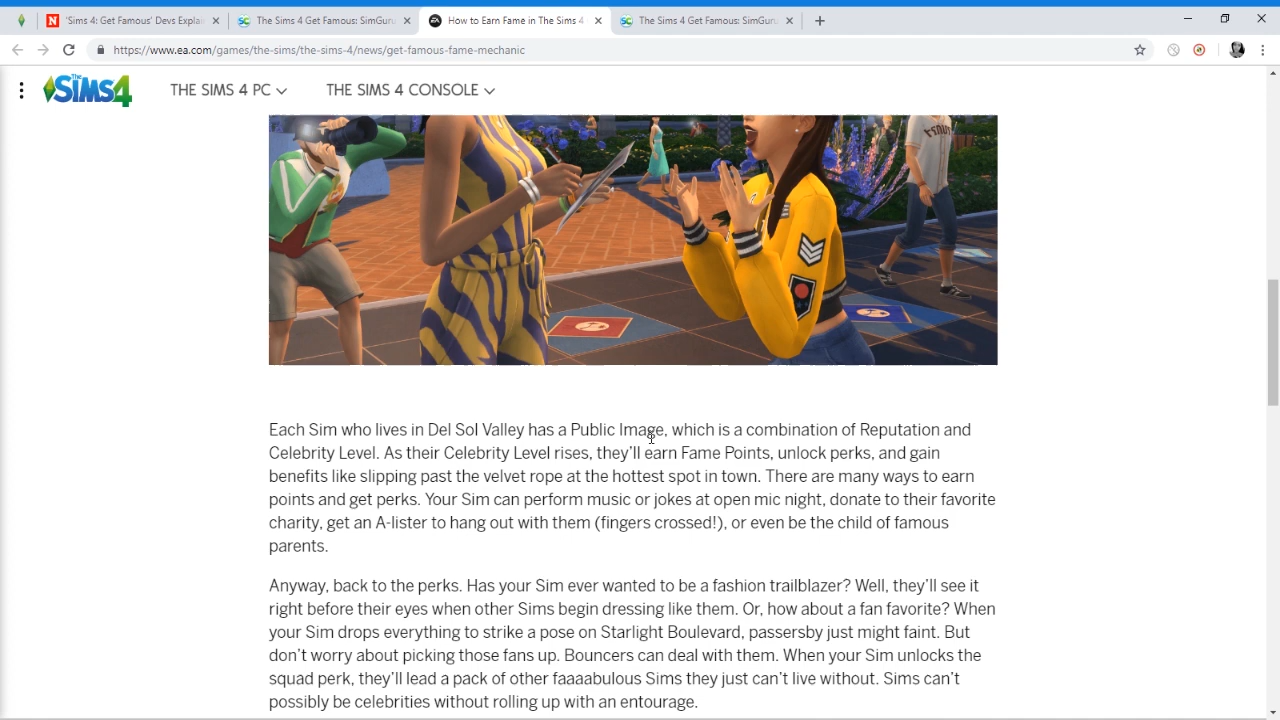 'Sims 4: Get Famous' Devs Explai
The Sims 4 Get Famous: SimGuru
How to Earn Fame in The Sims 4
The Sims 4 Get Famous: SimGuru
https://www.ea.com/games/the-sims/the-sims-4/news/get-famous-fame-mechanic
The SIMS 4
THE SIMS 4 PC
THE SIMS 4 CONSOLE
Each Sim who lives in Del Sol Valley has a Public Image, which is a combination of Reputation and
Celebrity Level. As their Celebrity Level rises, they'll earn Fame Points, unlock perks, and gain
benefits like slipping past the velvet rope at the hottest spot in town. There are many ways to earn
points and get perks. Your Sim can perform music or jokes at open mic night, donate to their favorite
charity, get an A-lister to hang out with them (fingers crossed!), or even be the child of famous
parents.
Anyway, back to the perks. Has your Sim ever wanted to be a fashion trailblazer? Well, they'll see it
right before their eyes when other Sims begin dressing like them. Or, how about a fan favorite? When
your Sim drops everything to strike a pose on Starlight Boulevard, passersby just might faint. But
don't worry about picking those fans up. Bouncers can deal with them. When your Sim unlocks the
squad perk, they'll lead a pack of other faaaabulous Sims they just can't live without. Sims can't
possibly be celebrities without rolling up with an entourage.